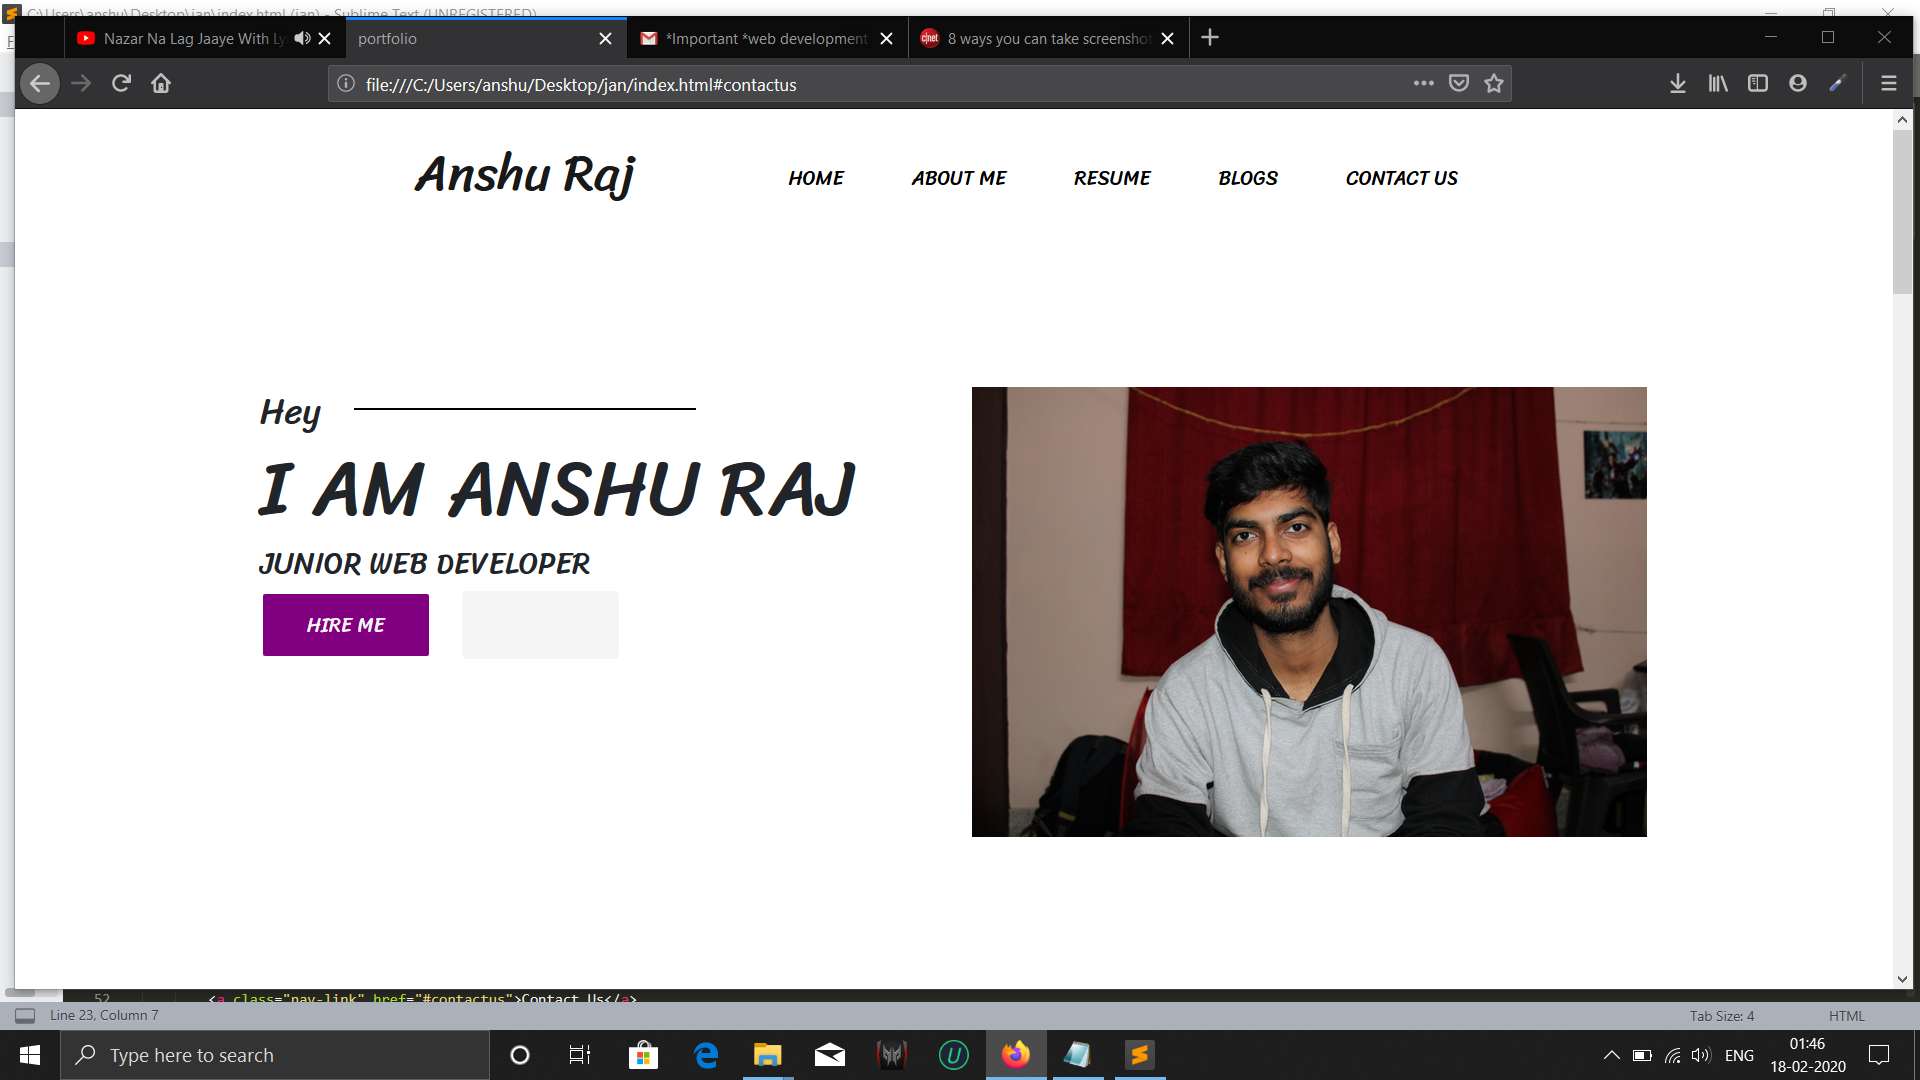 C:\Users\anshu\Desktop\jan\index.html (jan) - Sublime Text (UNREGISTERED)
F
Nazar Na Lag Jaaye With Ly
portfolio
*Important *web development
cnet
8 ways you can take screenshot
file:///C:/Users/anshu/Desktop/jan/index.html#contactus
Anshu Raj
HOME
ABOUT ME
RESUME
BLOGS
CONTACT US
Hey
I AM ANSHU RAJ
JUNIOR WEB DEVELOPER
HIRE ME
52
<a class="nav-link" href="#contactus">Contact Us</a>
Line 23, Column 7
Tab Size: 4
HTML
Type here to search
ENG
01:46
18-02-2020